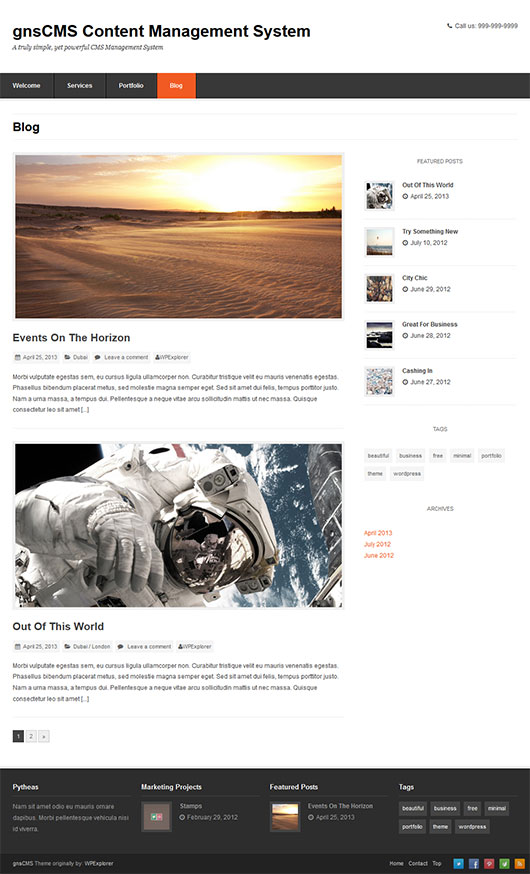 gnsCMS Content Management System
A truly simple, yet powerful CMS Management System
Call us: 999-999-9999
Welcome
Services
Portfolio
Blog
Blog
Events On The Horizon
April 25, 2013 Dubai Leave a comment WPExplorer
Morbi vulputate egestas sem, eu cursus ligula ullamcorper non. Curabitur tristique velit eu mauris venenatis egestas.
Phasellus bibendum placerat metus, sed molestie magna semper eget. Sed sit amet dui felis, tempus porttitor justo.
Nam a urna massa, a tempus dui. Pellentesque a neque vitae arcu sollicitudin mattis ut nec massa. Quisque
consectetur leo sit amet [...]
Out Of This World
April 25, 2013 Dubai / London Leave a comment WPExplorer
Morbi vulputate egestas sem, eu cursus ligula ullamcorper non. Curabitur tristique velit eu mauris venenatis egestas.
Phasellus bibendum placerat metus, sed molestie magna semper eget. Sed sit amet dui felis, tempus porttitor justo.
Nam a urna massa, a tempus dui. Pellentesque a neque vitae arcu sollicitudin mattis ut nec massa. Quisque
consectetur leo sit amet [...]
1 2 »
FEATURED POSTS
Out Of This World
April 25, 2013
Try Something New
July 10, 2012
City Chic
June 29, 2012
Great For Business
June 28, 2012
Cashing In
June 27, 2012
TAGS
beautiful business free minimal portfolio
theme wordpress
ARCHIVES
April 2013
July 2012
June 2012
Pytheas
Nam sit amet odio eu mauris ornare
dapibus. Morbi pellentesque vehicula nisi
id viverra.
Marketing Projects
Stamps
February 29, 2012
Featured Posts
Events On The Horizon
April 25, 2013
Tags
beautiful business free minimal
portfolio theme wordpress
gnsCMS Theme originally by: WPExplorer
Home Contact Top